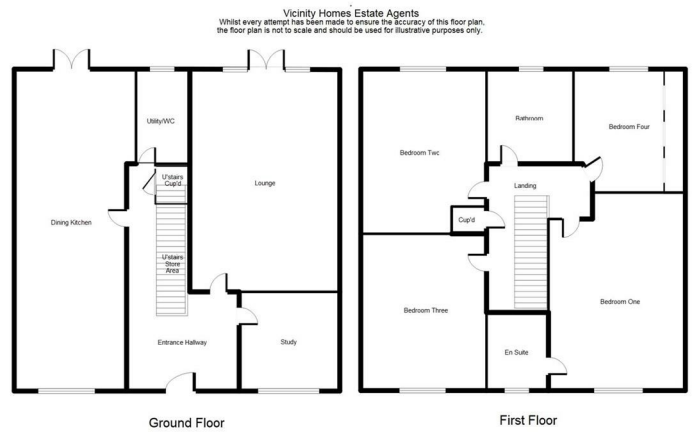 Vicinity Homes Estate Agents
Whilst every attempt has been made to ensure the accuracy of this floor plan,
the floor plan is not to scale and should be used for illustrative purposes only.
Utility/WC
U'stairs
Cup'd
Lounge
Dining Kitchen
U'stairs
Store
Area
Entrance Hallway
Study
Ground Floor
Bathroom
Bedroom Four
Bedroom Two
Landing
Cup'd
Bedroom Three
Bedroom One
En Suite
First Floor